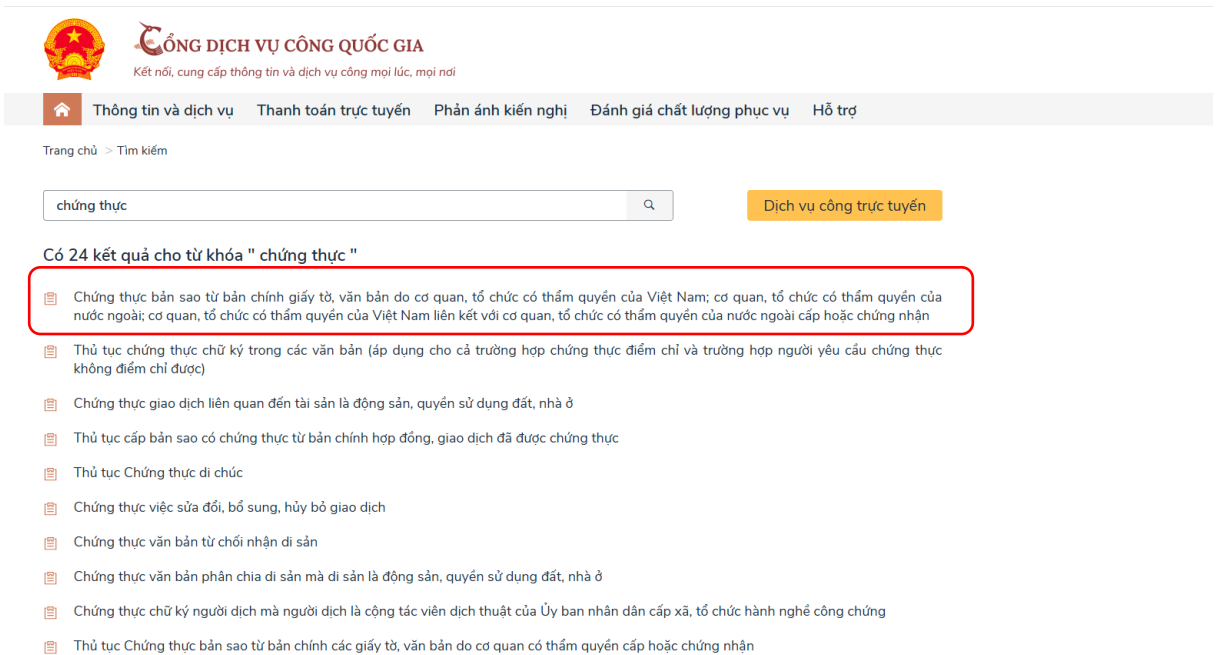 CỔNG DỊCH VỤ CÔNG QUỐC GIA
Kết nối, cung cấp thông tin và dịch vụ công mọi lúc, mọi nơi
Thông tin và dịch vụ Thanh toán trực tuyến Phản ánh kiến nghị Đánh giá chất lượng phục vụ Hỗ trợ
Trang chủ > Tìm kiếm
chứng thực
Dịch vụ công trực tuyến
Có 24 kết quả cho từ khóa " chứng thực "
Chứng thực bản sao từ bản chính giấy tờ, văn bản do cơ quan, tổ chức có thẩm quyền của Việt Nam; cơ quan, tổ chức có thẩm quyền của
nước ngoài; cơ quan, tổ chức có thẩm quyền của Việt Nam liên kết với cơ quan, tổ chức có thẩm quyền của nước ngoài cấp hoặc chứng nhận
Thủ tục chứng thực chữ ký trong các văn bản (áp dụng cho cả trường hợp chứng thực điểm chỉ và trường hợp người yêu cầu chứng thực
không điểm chỉ được)
Chứng thực giao dịch liên quan đến tài sản là động sản, quyền sử dụng đất, nhà ở
Thủ tục cấp bản sao có chứng thực từ bản chính hợp đồng, giao dịch đã được chứng thực
Thủ tục Chứng thực di chúc
Chứng thực việc sửa đổi, bổ sung, hủy bỏ giao dịch
Chứng thực văn bản từ chối nhận di sản
Chứng thực văn bản phân chia di sản mà di sản là động sản, quyền sử dụng đất, nhà ở
Chứng thực chữ ký người dịch mà người dịch là cộng tác viên dịch thuật của Ủy ban nhân dân cấp xã, tổ chức hành nghề công chứng
Thủ tục Chứng thực bản sao từ bản chính các giấy tờ, văn bản do cơ quan có thẩm quyền cấp hoặc chứng nhận